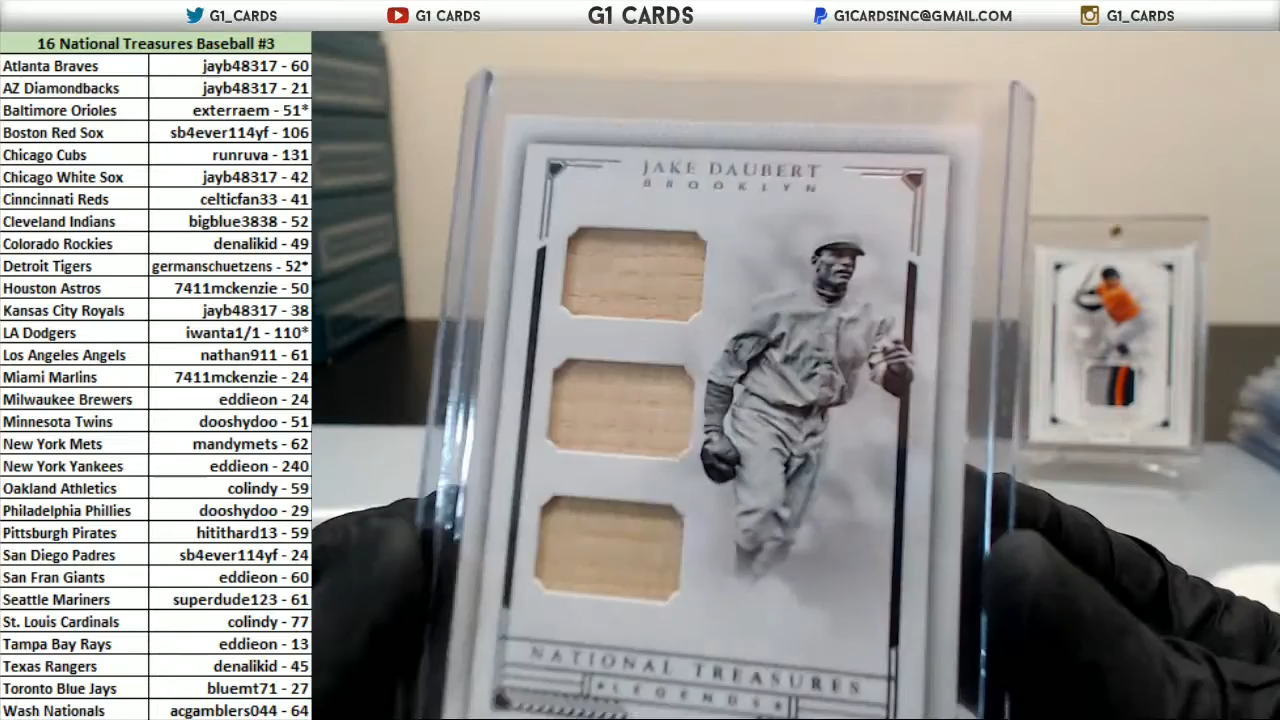 G1_CARDS
G1 CARDS
G1 CARDS
G1CARDSINC@GMAIL.COM
G1_CARDS
16 National Treasures Baseball #3
Atlanta Braves jayb48317 - 60
AZ Diamondbacks jayb48317 - 21
Baltimore Orioles exterraem - 51*
Boston Red Sox sb4ever114yf - 106
Chicago Cubs runruva - 131
Chicago White Sox jayb48317 - 42
Cinncinnati Reds celticfan33 - 41
Cleveland Indians bigblue3838 - 52
Colorado Rockies denalikid - 49
Detroit Tigers germanschuetzens - 52*
Houston Astros 7411mckenzie - 50
Kansas City Royals jayb48317 - 38
LA Dodgers iwanta1/1 - 110*
Los Angeles Angels nathan911 - 61
Miami Marlins 7411mckenzie - 24
Milwaukee Brewers eddieon - 24
Minnesota Twins dooshydoo - 51
New York Mets mandymets - 62
New York Yankees eddieon - 240
Oakland Athletics colindy - 59
Philadelphia Phillies dooshydoo - 29
Pittsburgh Pirates hitithard13 - 59
San Diego Padres sb4ever114yf - 24
San Fran Giants eddieon - 60
Seattle Mariners superdude123 - 61
St. Louis Cardinals colindy - 77
Tampa Bay Rays eddieon - 13
Texas Rangers denalikid - 45
Toronto Blue Jays bluemt71 - 27
Wash Nationals acgamblers044 - 64
JAKE DAUBERT
BROOKLYN
NATIONAL TREASURES
LEGENDS